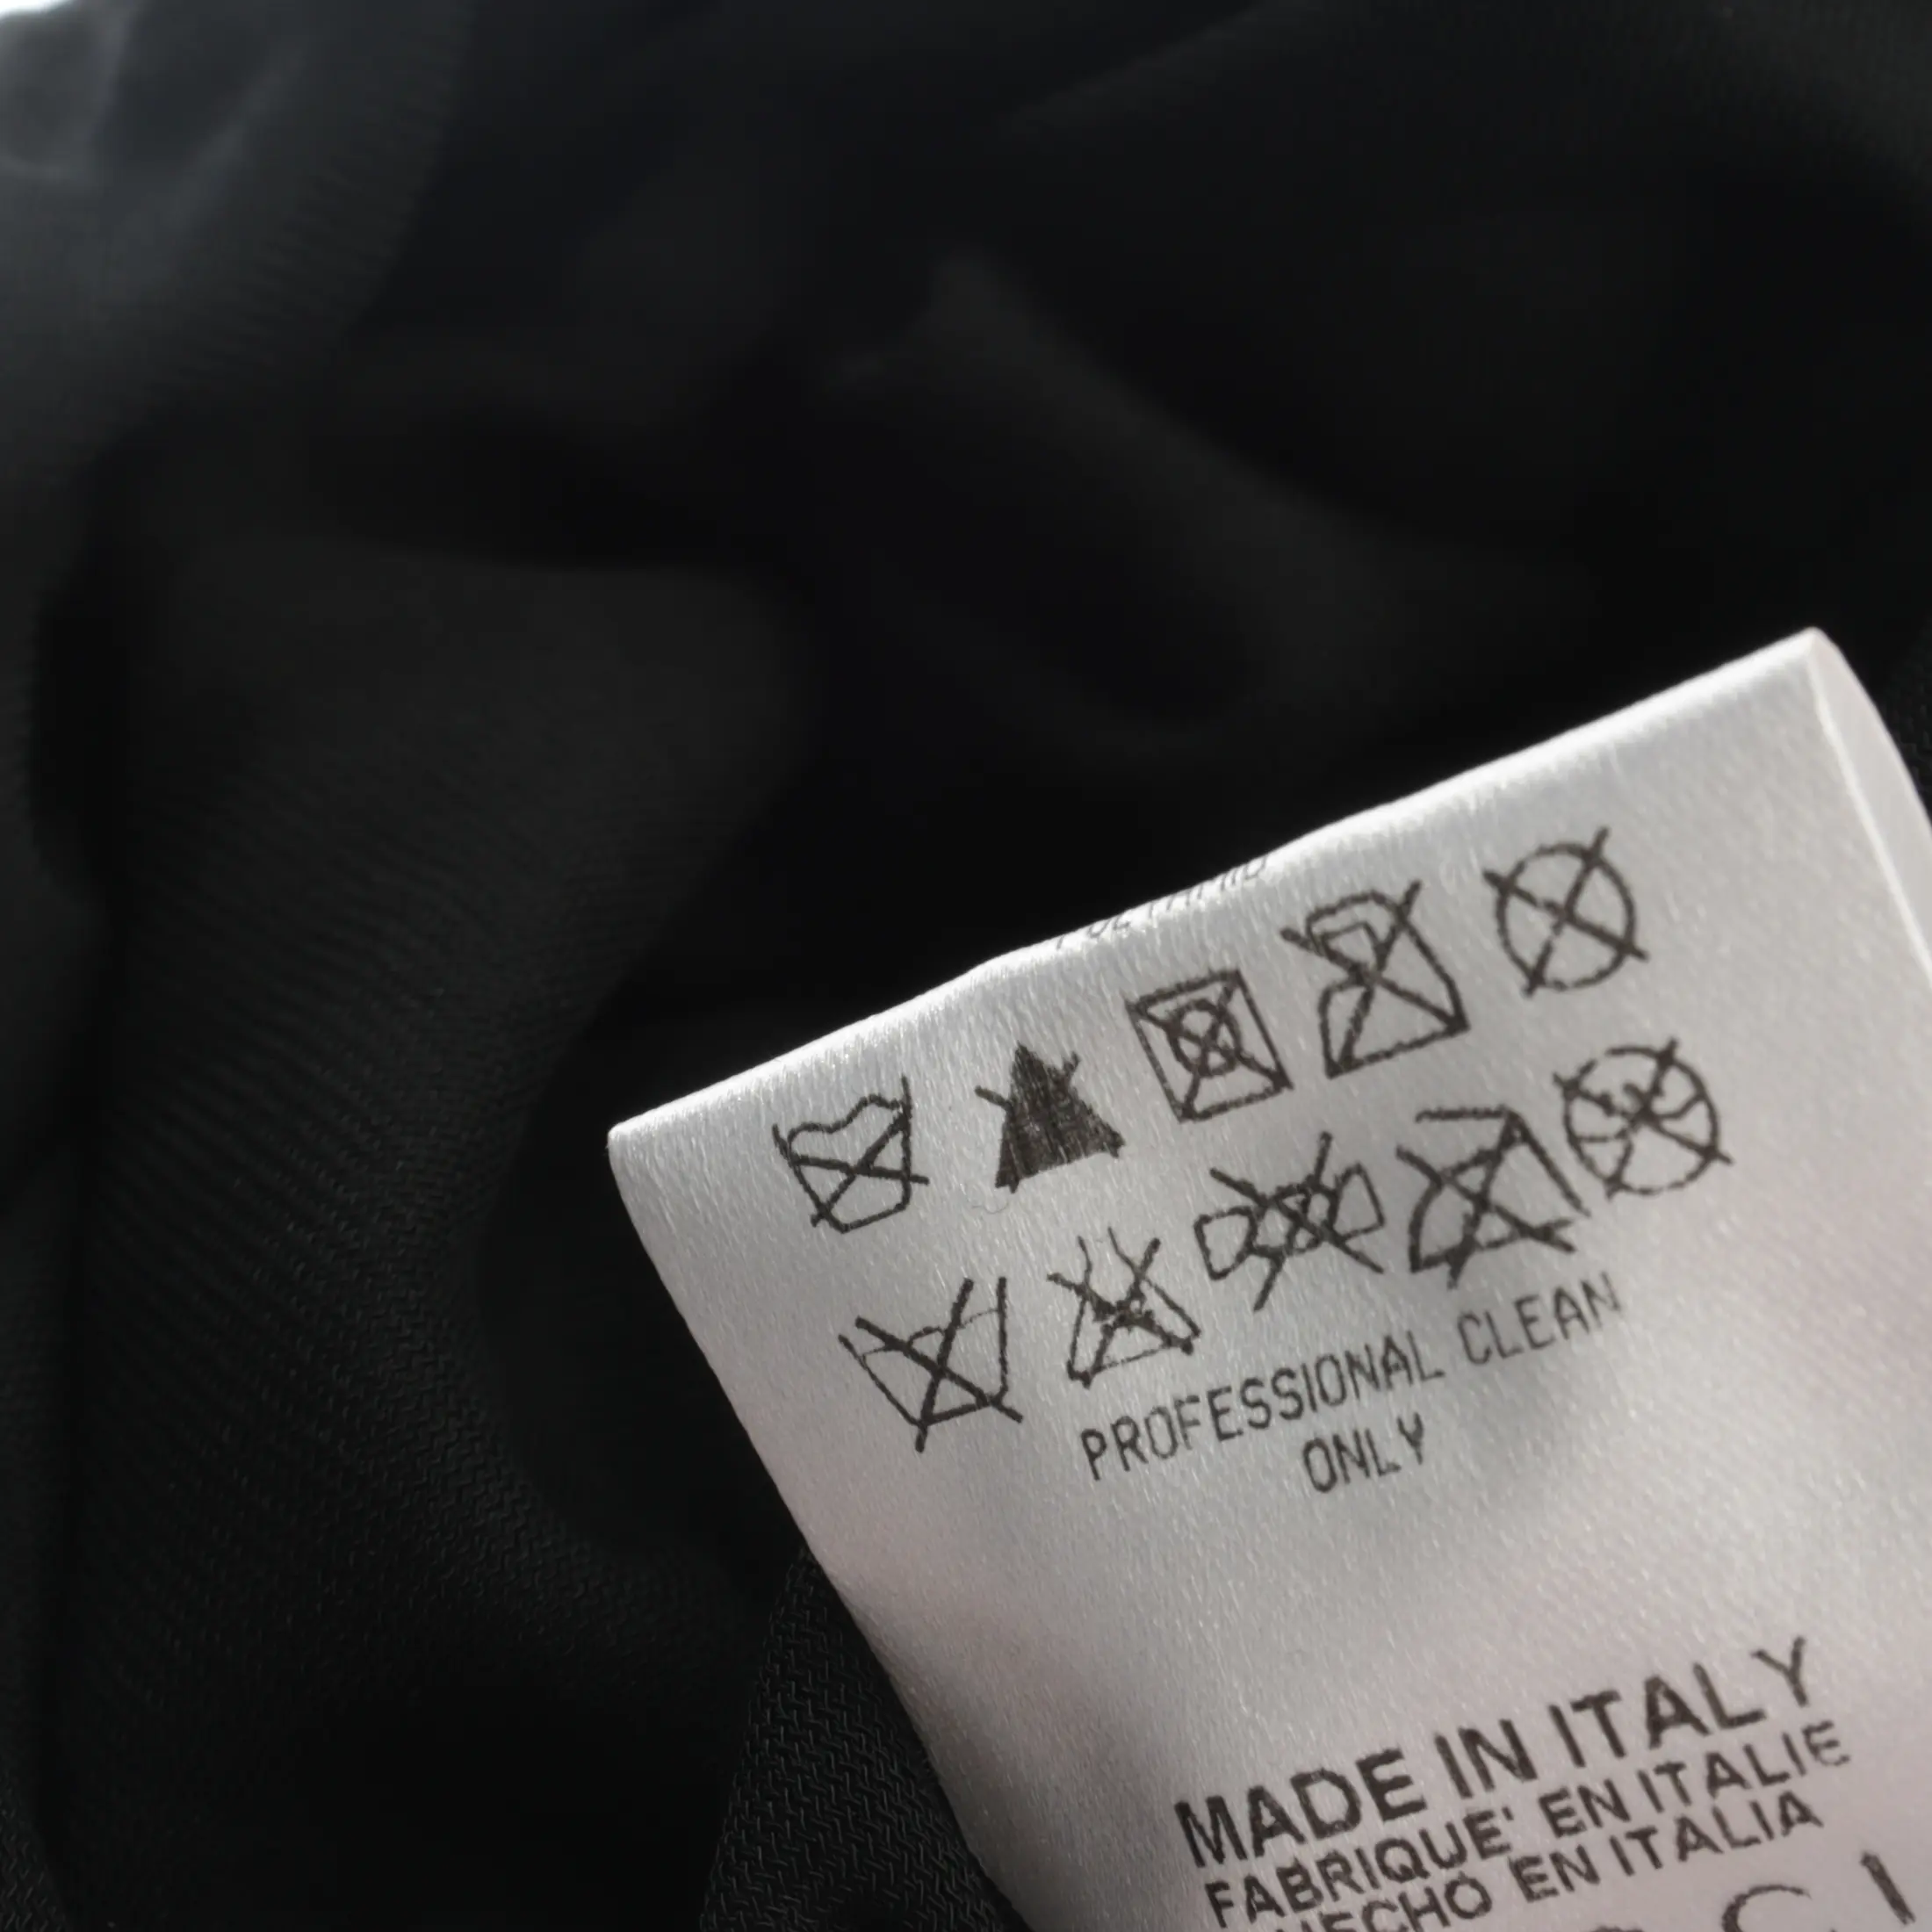 PROFESSIONAL CLEAN
ONLY
MADE IN ITALY
FABRIQUE' EN ITALIE
HECHO EN ITALIA